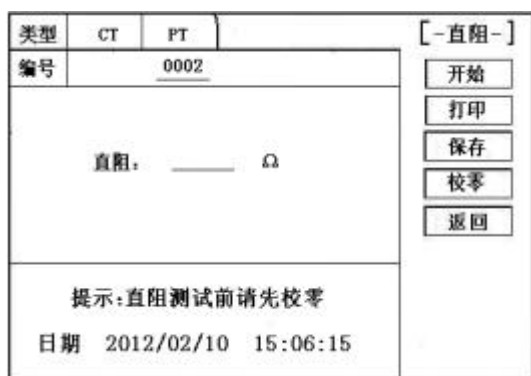 类型 CT PT
编号 0002
直阻: Ω
提示:直阻测试前请先校零
日期 2012/02/10 15:06:15
[-直阻-]
开始
打印
保存
校零
返回